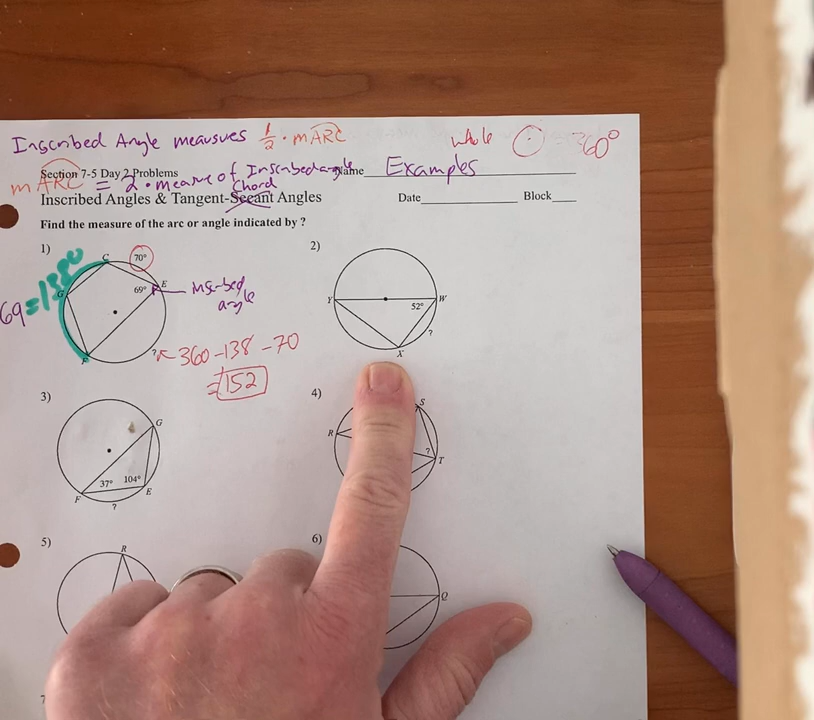 Inscribed Angle measures 1/2 · mARC
whole ⊙ = 360°
Section 7-5 Day 2 Problems
Name Examples
mARC = 2 · measure of Inscribed angle
Chord
Inscribed Angles & Tangent-Secant Angles
Date Block
Find the measure of the arc or angle indicated by ?
1)
C
70°
G
69°
E
Inscribed
angle
69 = 138°
F
?
360 - 138 - 70
= 152
2)
Y
W
52°
?
X
3)
G
37°
104°
F
E
?
4)
S
R
?
T
5)
R
6)
Q
7